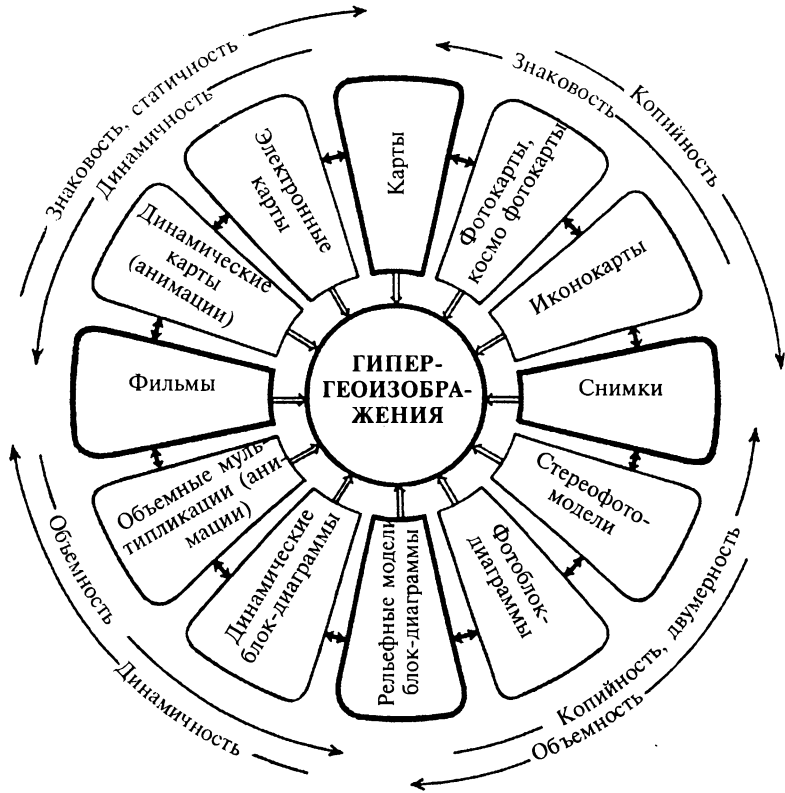 Знаковость, статичность
Динамичность
Знаковость
Копийность
Карты
Фотокарты,
космо фотокарты
Иконокарты
Снимки
Стереофото-
модели
Фотоблок-
диаграммы
Рельефные модели
блок-диаграммы
Динамические
блок-диаграммы
Объемные муль-
типликации (ани-
мации)
Фильмы
Динамические
карты
(анимации)
Электронные
карты
ГИПЕР-
ГЕОИЗОБРА-
ЖЕНИЯ
Объемность
Динамичность
Копийность, двумерность
Объемность